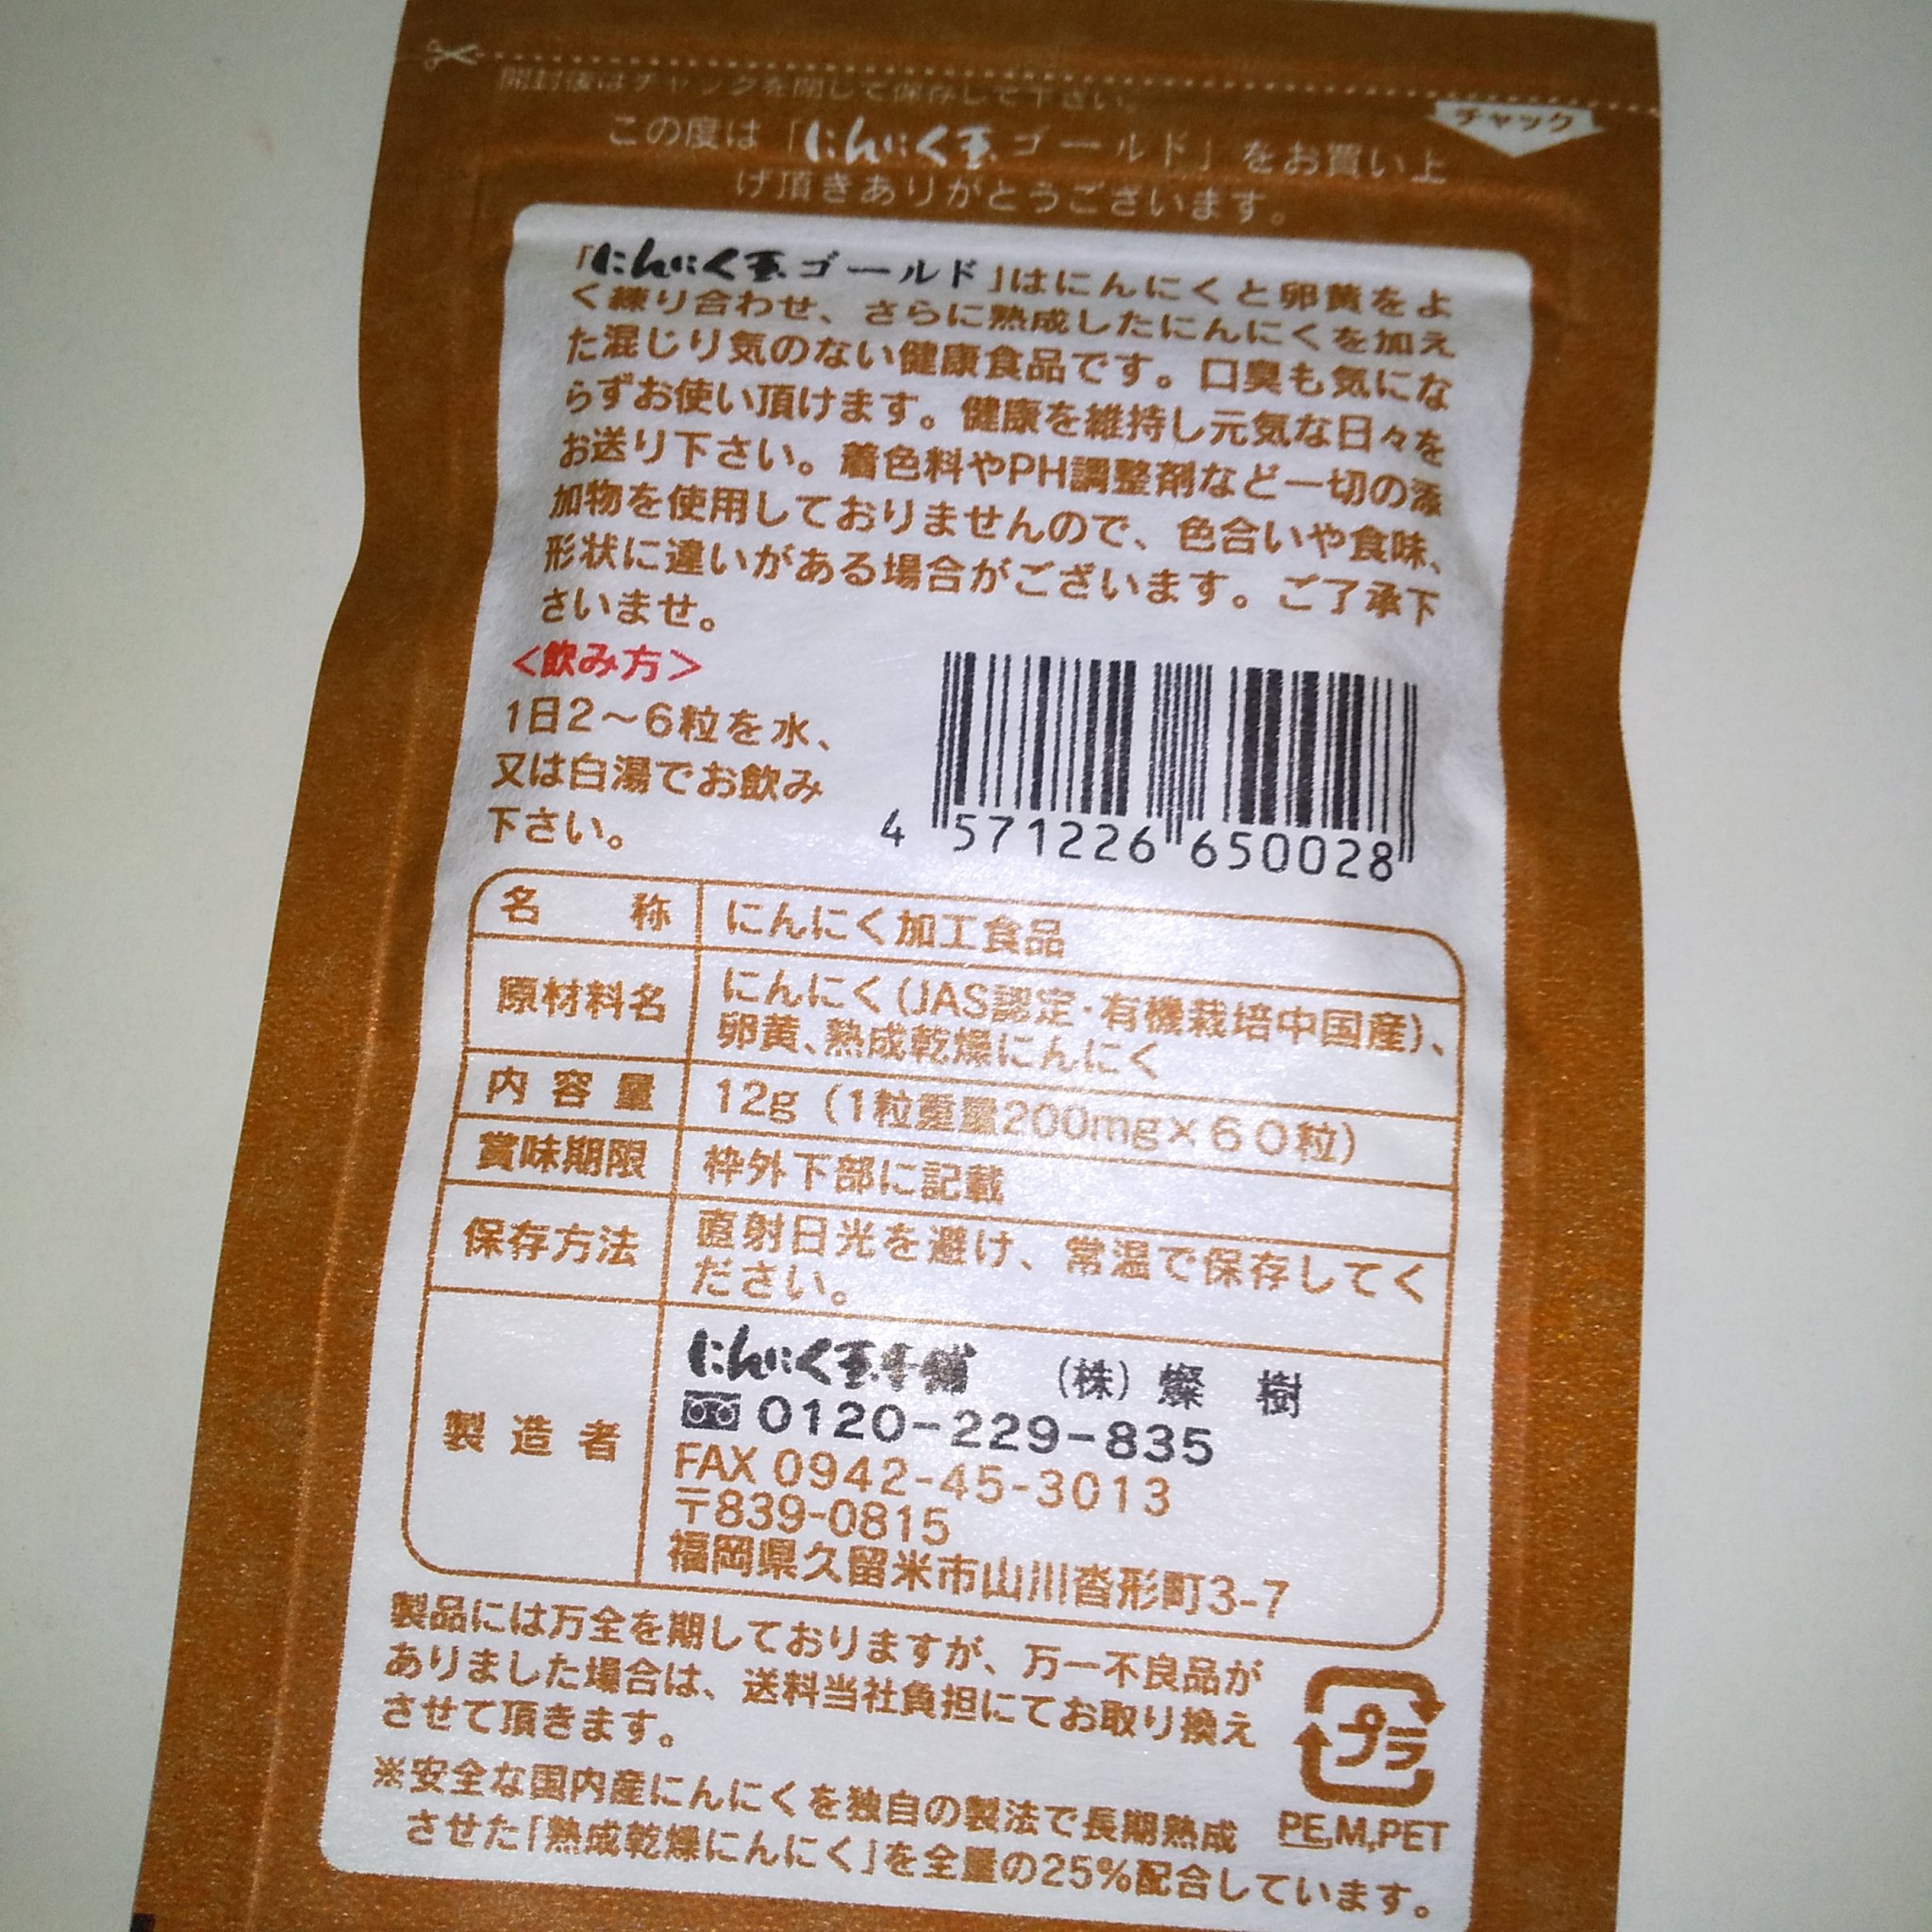 開封後はチャックを閉じて保存して下さい。
チャック
この度は「にんにく玉ゴールド」をお買い上
げ頂きありがとうございます。
「にんにく玉ゴールド」はにんにくと卵黄をよ
く練り合わせ、さらに熟成したにんにくを加え
た混じり気のない健康食品です。口臭も気にな
らずお使い頂けます。健康を維持し元気な日々を
お送り下さい。着色料やPH調整剤など一切の添
加物を使用しておりませんので、色合いや食味、
形状に違いがある場合がございます。ご了承下
さいませ。
<飲み方>
1日2～6粒を水、
又は白湯でお飲み
下さい。
4 571226 650028
名称 にんにく加工食品
原材料名 にんにく(JAS認定・有機栽培中国産)、
卵黄、熟成乾燥にんにく
内容量 12g（1粒重量200mg×60粒）
賞味期限 枠外下部に記載
保存方法 直射日光を避け、常温で保存してく
ださい。
製造者 にんにく玉本舗 （株）燦樹
0120-229-835
FAX 0942-45-3013
〒839-0815
福岡県久留米市山川沓形町3-7
製品には万全を期しておりますが、万一不良品が
ありました場合は、送料当社負担にてお取り換え
させて頂きます。
プラ
PE,M,PET
※安全な国内産にんにくを独自の製法で長期熟成
させた「熟成乾燥にんにく」を全量の25%配合しています。